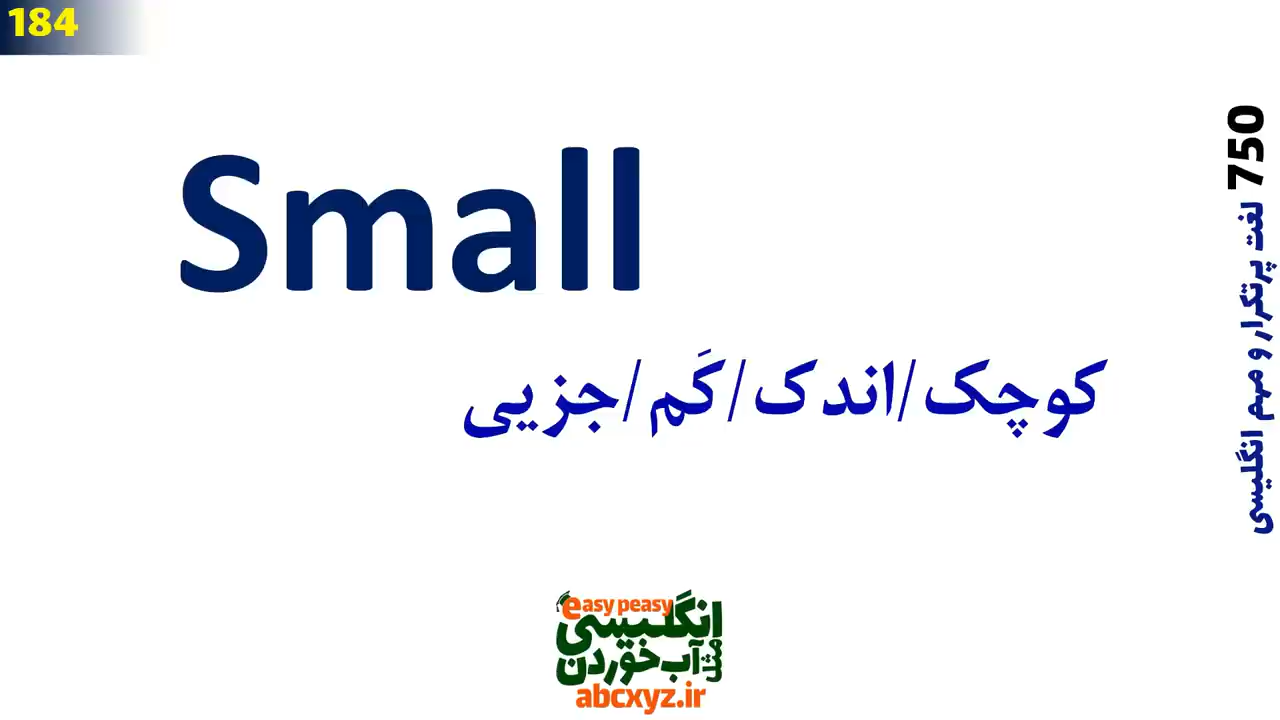 184
Small
کوچک/اندک/کَم/جزیی
750 لغت پرتکرار و مهم انگلیسی
easy peasy
انگلیسی
مثل آب خوردن
abcxyz.ir